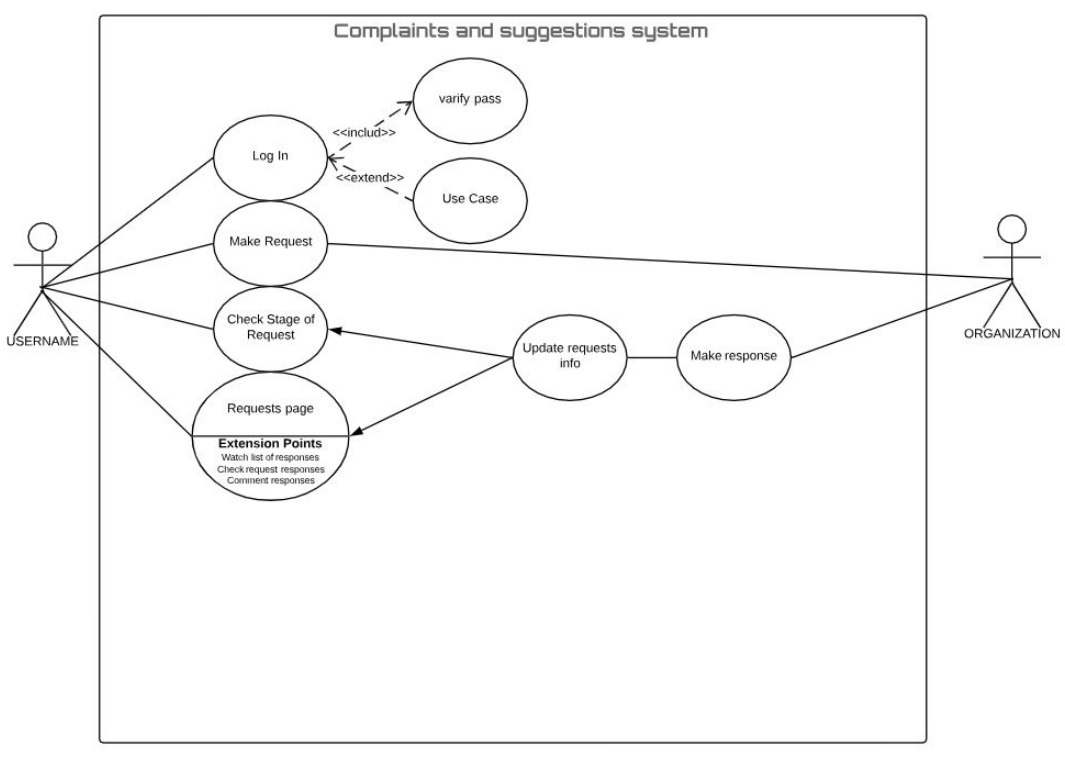 Complaints and suggestions system
varify pass
<<includ>>
Log In
<<extend>>
Use Case
Make Request
Check Stage of
Request
USERNAME
ORGANIZATION
Update requests
info
Make response
Requests page
Extension Points
Watch list of responses
Check request responses
Comment responses